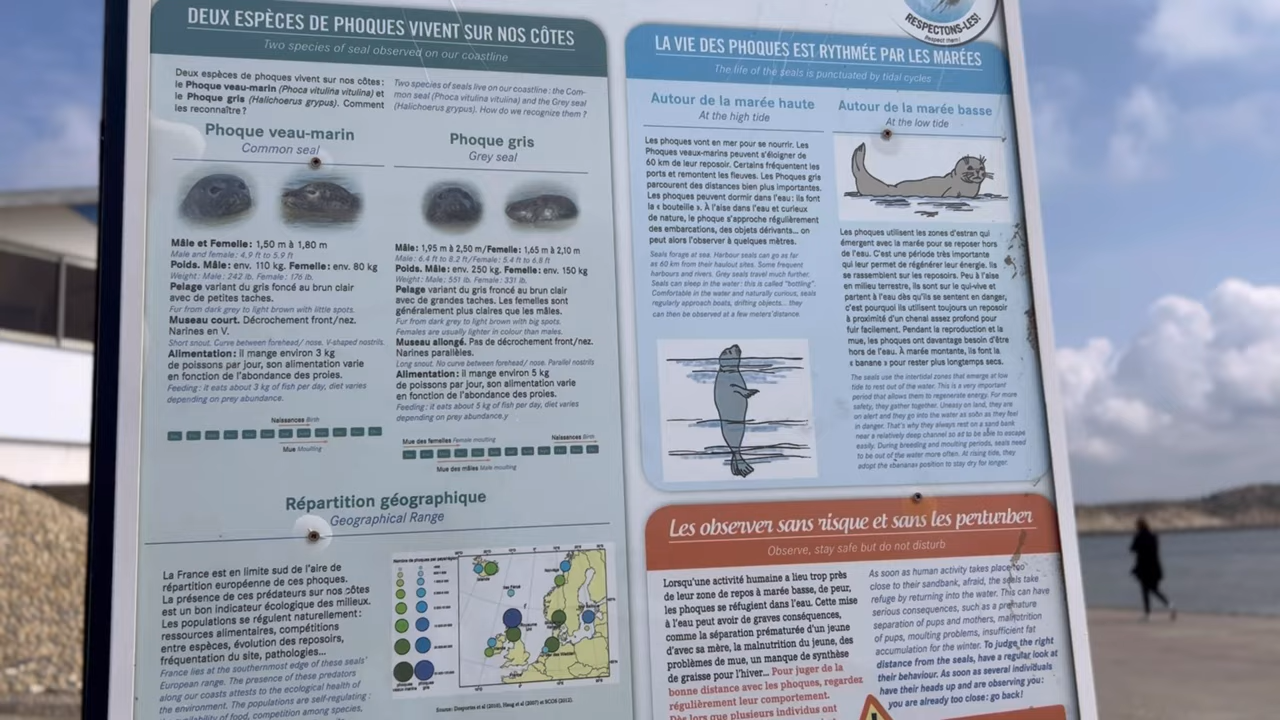 DEUX ESPÈCES DE PHOQUES VIVENT SUR NOS CÔTES
Two species of seal observed on our coastline
Deux espèces de phoques vivent sur nos côtes :
le Phoque veau-marin (Phoca vitulina vitulina) et
le Phoque gris (Halichoerus grypus). Comment
les reconnaître ?
Two species of seals live on our coastline : the Com-
mon seal (Phoca vitulina vitulina) and the Grey seal
(Halichoerus grypus). How do we recognize them ?
Phoque veau-marin
Common seal
Mâle et Femelle : 1,50 m à 1,80 m
Male and female : 4.9 ft to 5.9 ft
Poids. Mâle : env. 110 kg. Femelle : env. 80 kg
Weight : Male : 242 lb. Female : 176 lb.
Pelage variant du gris foncé au brun clair
avec de petites taches.
Fur from dark grey to light brown with little spots.
Museau court. Décrochement front/nez.
Narines en V.
Short snout. Curve between forehead/ nose. V-shaped nostrils.
Alimentation : il mange environ 3 kg
de poissons par jour, son alimentation varie
en fonction de l'abondance des proies.
Feeding : it eats about 3 kg of fish per day, diet varies
depending on prey abundance.
Naissances Birth
Mue Moulting
Phoque gris
Grey seal
Mâle : 1,95 m à 2,50 m/Femelle : 1,65 m à 2,10 m
Male : 6.4 ft to 8.2 ft/Female : 5.4 ft to 6.8 ft
Poids. Mâle : env. 250 kg. Femelle : env. 150 kg
Weight : Male : 551 lb. Female : 331 lb.
Pelage variant du gris foncé au brun clair
avec de grandes taches. Les femelles sont
généralement plus claires que les mâles.
Fur from dark grey to light brown with big spots.
Females are usually lighter in colour than males.
Museau allongé. Pas de décrochement front/nez.
Narines parallèles.
Long snout. No curve between forehead/ nose. Parallel nostrils
Alimentation : il mange environ 5 kg
de poissons par jour, son alimentation varie
en fonction de l'abondance des proies.
Feeding : it eats about 5 kg of fish per day, diet varies
depending on prey abundance.y
Mue des femelles Female moulting
Naissances Birth
Mue des mâles Male moulting
Répartition géographique
Geographical Range
La France est en limite sud de l'aire de
répartition européenne de ces phoques.
La présence de ces prédateurs sur nos côtes
est un bon indicateur écologique des milieux.
Les populations se régulent naturellement :
ressources alimentaires, compétitions
entre espèces, évolution des reposoirs,
fréquentation du site, pathologies...
France lies at the southernmost edge of these seals'
European range. The presence of these predators
along our coasts attests to the ecological health of
the environment. The populations are self-regulating :
availability of food, competition among species,
RESPECTONS-LES!
Respect them!
LA VIE DES PHOQUES EST RYTHMÉE PAR LES MARÉES
The life of the seals is punctuated by tidal cycles
Autour de la marée haute
At the high tide
Les phoques vont en mer pour se nourrir. Les
Phoques veaux-marins peuvent s'éloigner de
60 km de leur reposoir. Certains fréquentent les
ports et remontent les fleuves. Les Phoques gris
parcourent des distances bien plus importantes.
Les phoques peuvent dormir dans l'eau : ils font
la « bouteille ». À l'aise dans l'eau et curieux
de nature, le phoque s'approche régulièrement
des embarcations, des objets dérivants... on
peut alors l'observer à quelques mètres.
Seals forage at sea. Harbour seals can go as far
as 60 km from their haulout sites. Some frequent
harbours and rivers. Grey seals travel much further.
Seals can sleep in the water : this is called "bottling".
Comfortable in the water and naturally curious, seals
regularly approach boats, drifting objects... they
can then be observed at a few meters'distance.
Autour de la marée basse
At the low tide
Les phoques utilisent les zones d'estran qui
émergent avec la marée pour se reposer hors
de l'eau. C'est une période très importante
qui leur permet de régénérer leur énergie. Ils
se rassemblent sur les reposoirs. Peu à l'aise
en milieu terrestre, ils sont sur le qui-vive et
partent à l'eau dès qu'ils se sentent en danger,
c'est pourquoi ils utilisent toujours un reposoir
à proximité d'un chenal assez profond pour
fuir facilement. Pendant la reproduction et la
mue, les phoques ont davantage besoin d'être
hors de l'eau. À marée montante, ils font la
« banane » pour rester plus longtemps secs.
The seals use the intertidal zones that emerge at low
tide to rest out of the water. This is a very important
period that allows them to regenerate energy. For more
safety, they gather together. Uneasy on land, they are
on alert and they go into the water as soon as they feel
in danger. That's why they always rest on a sand bank
near a relatively deep channel so as to be able to escape
easily. During breeding and moulting periods, seals need
to be out of the water more often. At rising tide, they
adopt the «banana» position to stay dry for longer.
Les observer sans risque et sans les perturber
Observe, stay safe but do not disturb
Lorsqu'une activité humaine a lieu trop près
de leur zone de repos à marée basse, de peur,
les phoques se réfugient dans l'eau. Cette mise
à l'eau peut avoir de graves conséquences,
comme la séparation prématurée d'un jeune
d'avec sa mère, la malnutrition du jeune, des
problèmes de mue, un manque de synthèse
de graisse pour l'hiver... Pour juger de la
bonne distance avec les phoques, regardez
régulièrement leur comportement.
Dès lors que plusieurs individus ont
As soon as human activity takes place too
close to their sandbank, afraid, the seals take
refuge by returning into the water. This can have
serious consequences, such as a premature
separation of pups and mothers, malnutrition
of pups, moulting problems, insufficient fat
accumulation for the winter. To judge the right
distance from the seals, have a regular look at
their behaviour. As soon as several individuals
have their heads up and are observing you :
you are already too close : go back!